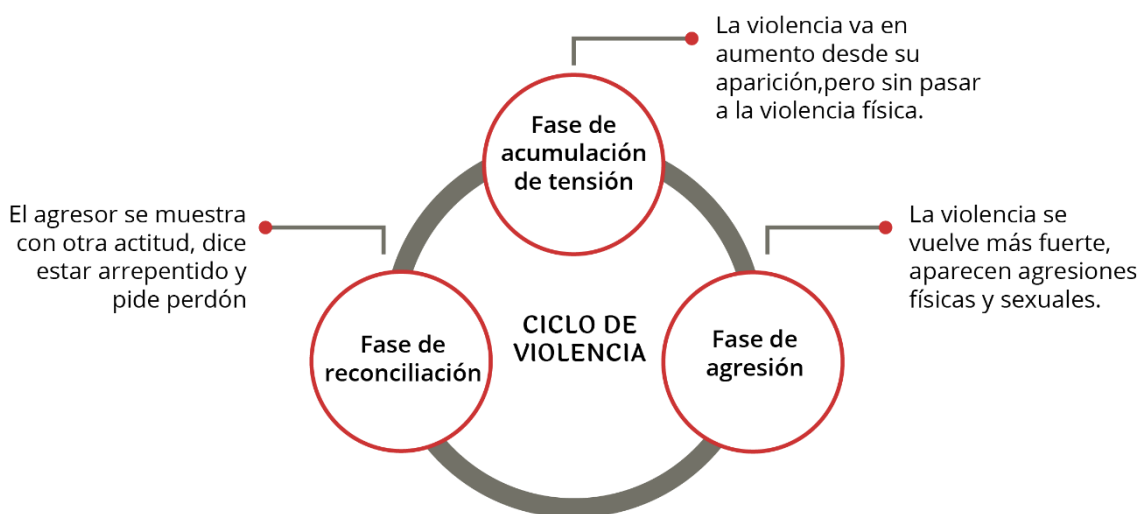 La violencia va en
aumento desde su
aparición,pero sin pasar
a la violencia física.
Fase de
acumulación
de tensión
El agresor se muestra
con otra actitud, dice
estar arrepentido y
pide perdón
La violencia se
vuelve más fuerte,
aparecen agresiones
físicas y sexuales.
CICLO DE
VIOLENCIA
Fase de
reconciliación
Fase de
agresión